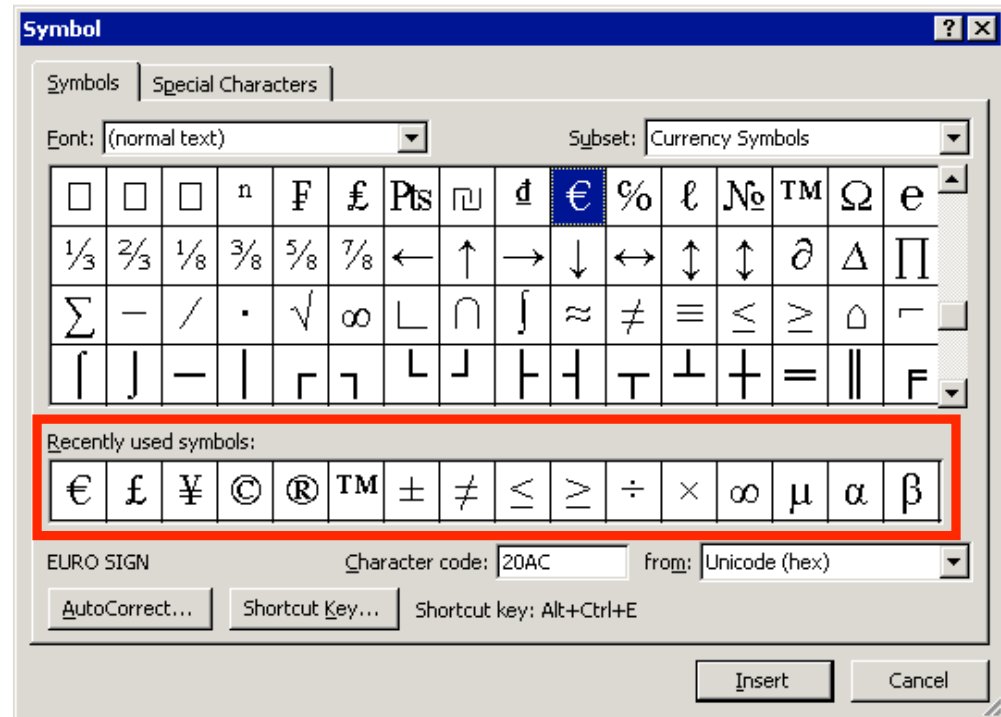 Symbol
Symbols Special Characters
Font: (normal text) Subset: Currency Symbols
□ □ □ ⁿ ₣ ₤ ₧ ₪ ₫ € ℅ ℓ № ™ Ω ℮
⅓ ⅔ ⅛ ⅜ ⅝ ⅞ ← ↑ → ↓ ↔ ↕ ↨ ∂ ∆ ∏
∑ − ∕ ∙ √ ∞ ∟ ∩ ∫ ≈ ≠ ≡ ≤ ≥ ⌂ ⌐
⌠ ⌡ ─ │ ┌ ┐ └ ┘ ├ ┤ ┬ ┴ ┼ ═ ║ ╒
Recently used symbols:
€ £ ¥ © ® ™ ± ≠ ≤ ≥ ÷ × ∞ µ α β
EURO SIGN Character code: 20AC from: Unicode (hex)
AutoCorrect... Shortcut Key... Shortcut key: Alt+Ctrl+E
Insert Cancel